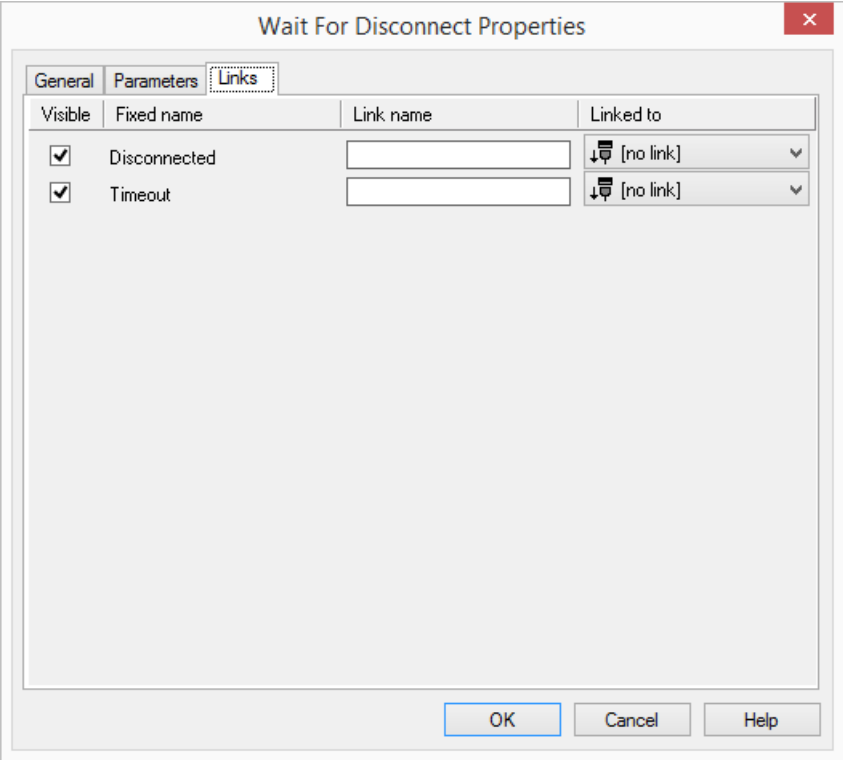 Wait For Disconnect Properties
General Parameters Links
Visible Fixed name Link name Linked to
Disconnected [no link]
Timeout [no link]
OK Cancel Help